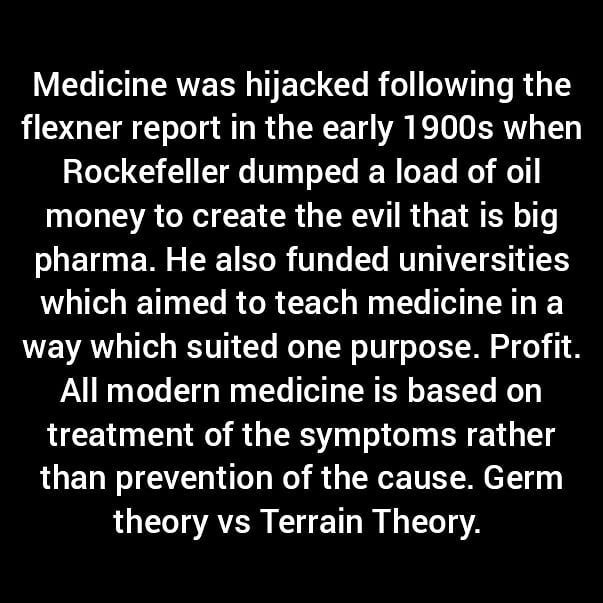 Medicine was hijacked following the
flexner report in the early 1900s when
Rockefeller dumped a load of oil
money to create the evil that is big
pharma. He also funded universities
which aimed to teach medicine in a
way which suited one purpose. Profit.
All modern medicine is based on
treatment of the symptoms rather
than prevention of the cause. Germ
theory vs Terrain Theory.